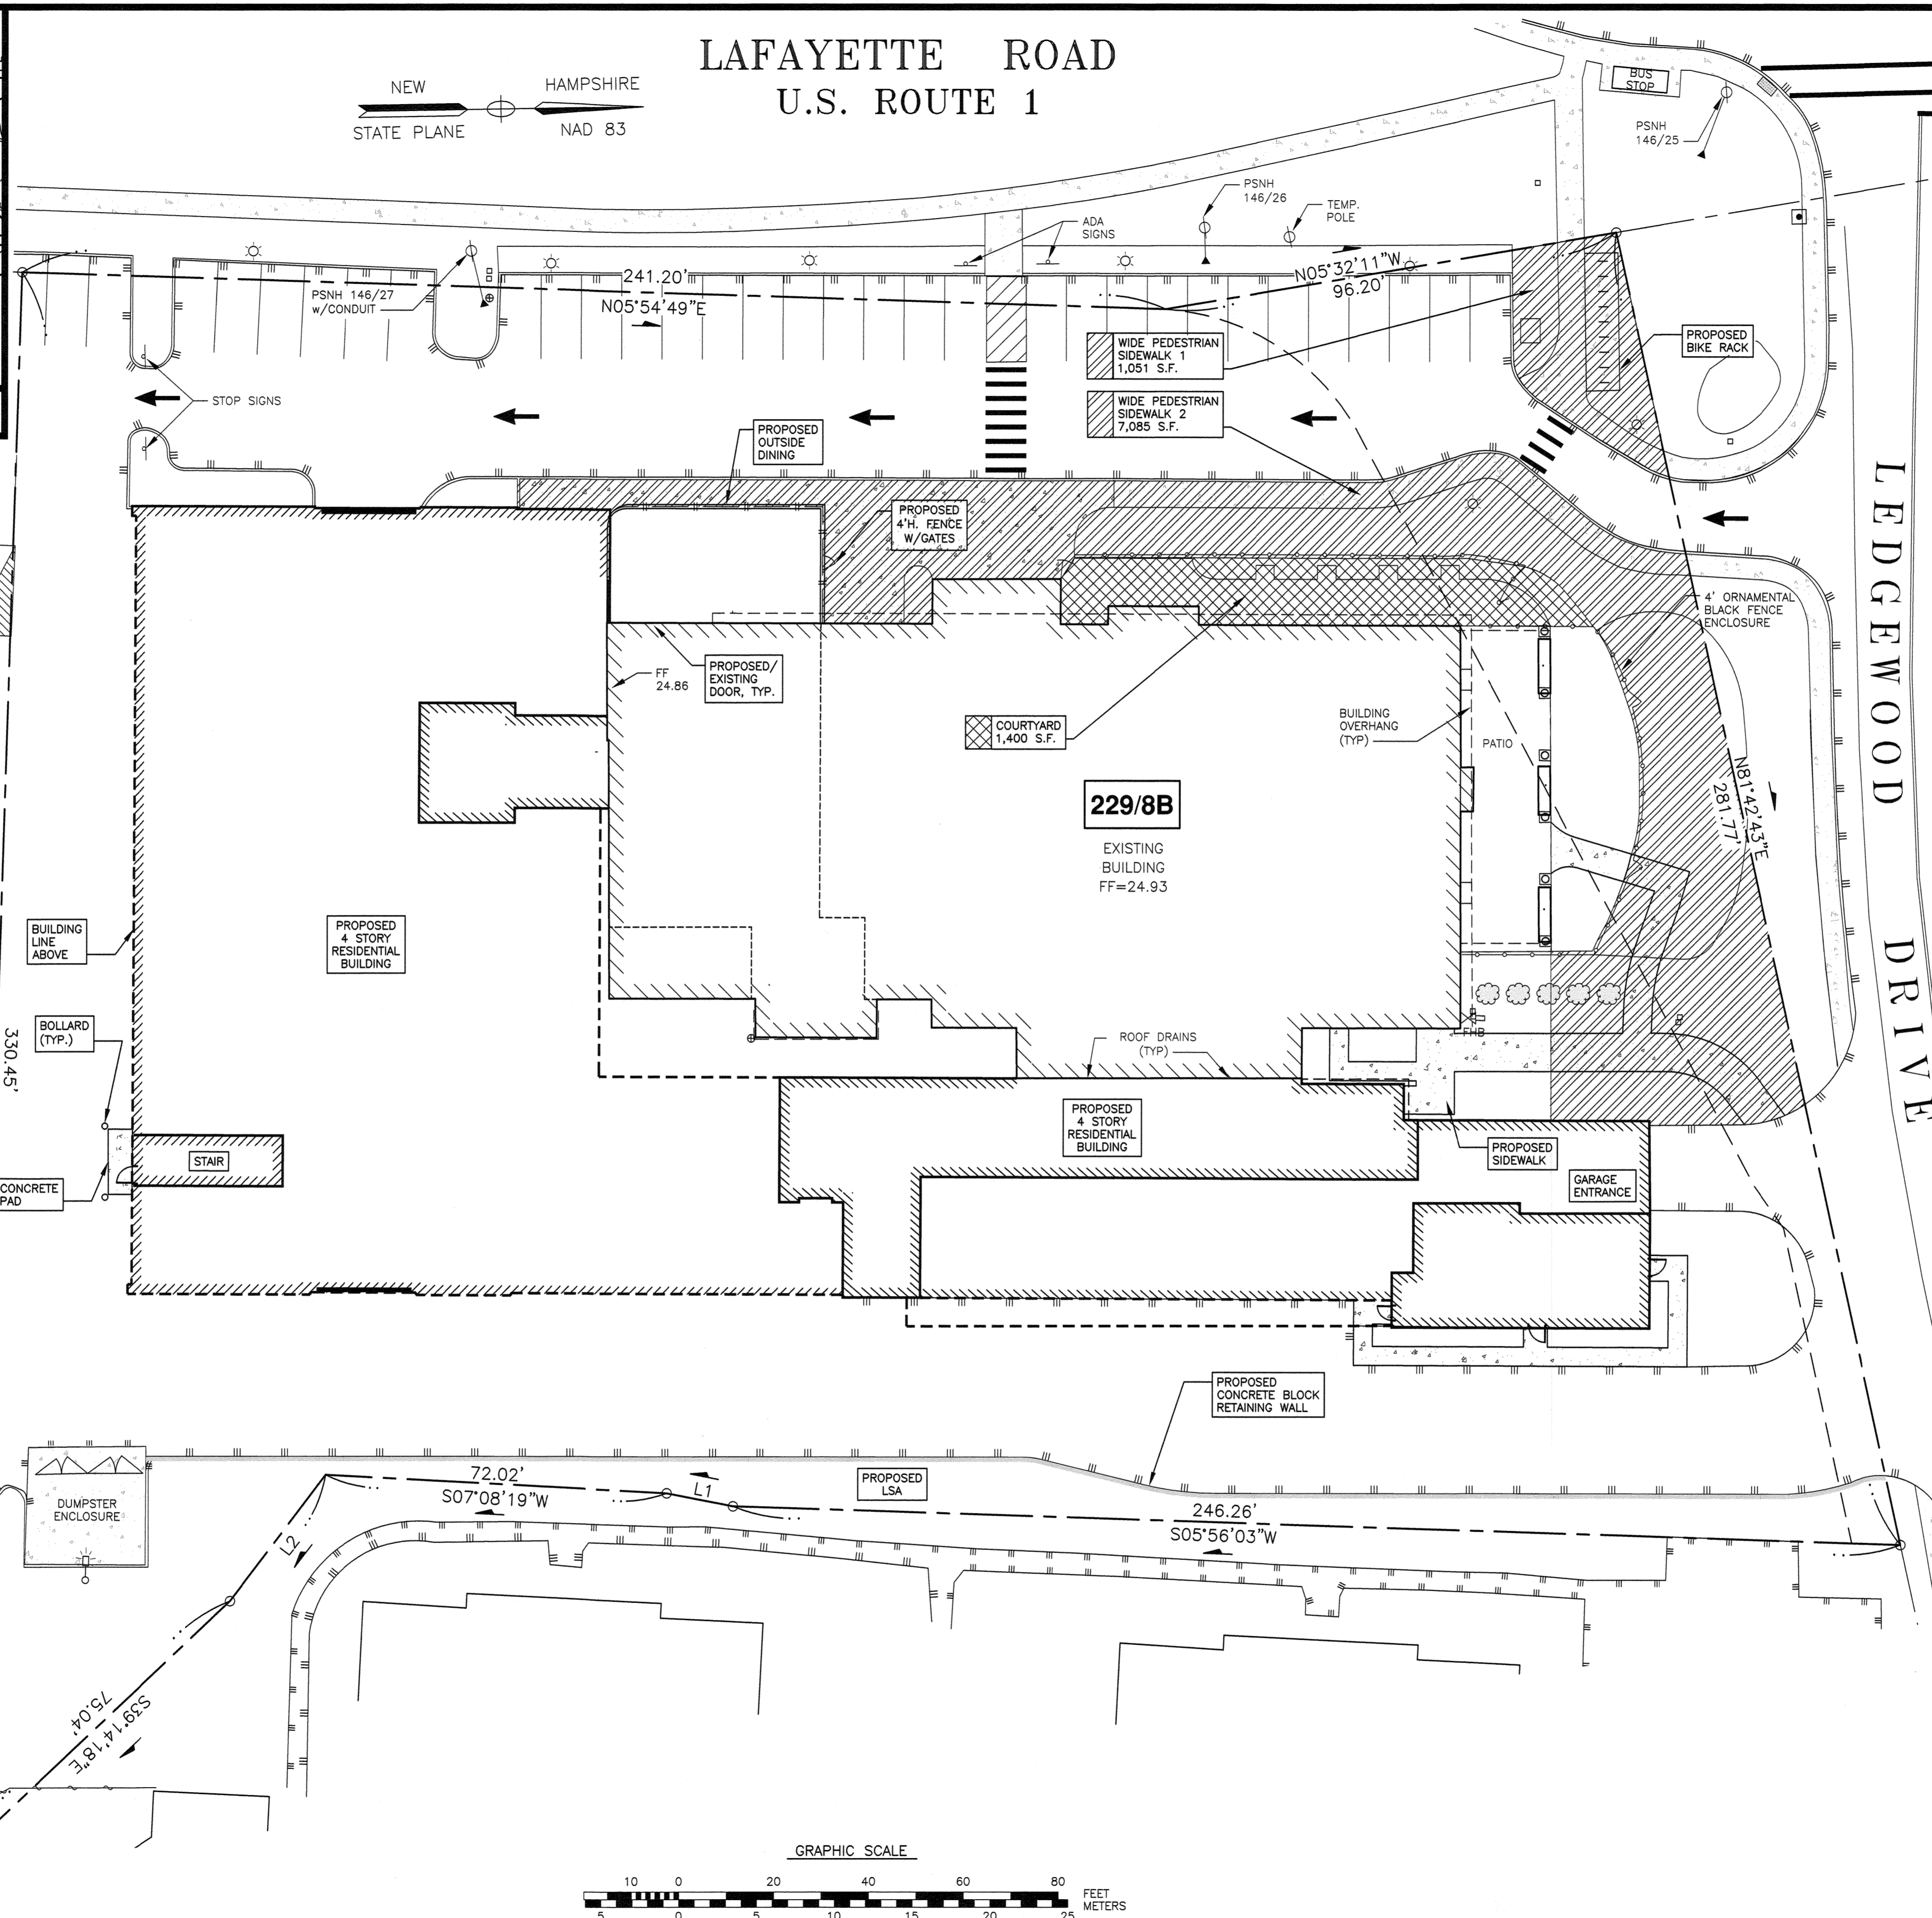 LAFAYETTE ROAD
U.S. ROUTE 1
NEW HAMPSHIRE
STATE PLANE NAD 83
BUS
STOP
PSNH
146/25
PSNH
146/26
TEMP.
POLE
ADA
SIGNS
PSNH 146/27
w/CONDUIT
241.20'
N05°54'49"E
N05°32'11"W
96.20'
WIDE PEDESTRIAN
SIDEWALK 1
1,051 S.F.
WIDE PEDESTRIAN
SIDEWALK 2
7,085 S.F.
PROPOSED
BIKE RACK
STOP SIGNS
PROPOSED
OUTSIDE
DINING
PROPOSED
4'H. FENCE
W/GATES
4' ORNAMENTAL
BLACK FENCE
ENCLOSURE
LEDGEWOOD DRIVE
FF
24.86
PROPOSED/
EXISTING
DOOR, TYP.
COURTYARD
1,400 S.F.
BUILDING
OVERHANG
(TYP)
PATIO
N81°42'43"E
281.77'
229/8B
EXISTING
BUILDING
FF=24.93
BUILDING
LINE
ABOVE
PROPOSED
4 STORY
RESIDENTIAL
BUILDING
BOLLARD
(TYP.)
330.45'
FHB
ROOF DRAINS
(TYP)
PROPOSED
4 STORY
RESIDENTIAL
BUILDING
PROPOSED
SIDEWALK
GARAGE
ENTRANCE
STAIR
CONCRETE
PAD
PROPOSED
CONCRETE BLOCK
RETAINING WALL
DUMPSTER
ENCLOSURE
72.02'
S07°08'19"W
L1
PROPOSED
LSA
246.26'
S05°56'03"W
L2
S39°14'18"E
75.04'
GRAPHIC SCALE
10 0 20 40 60 80
FEET
METERS
5 0 5 10 15 20 25